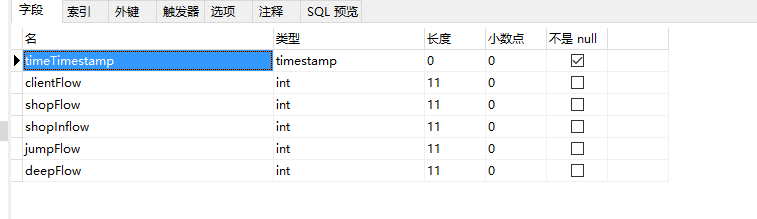 字段 索引 外键 触发器 选项 注释 SQL 预览
名 类型 长度 小数点 不是 null
timeTimestamp timestamp 0 0
clientFlow int 11 0
shopFlow int 11 0
shopInflow int 11 0
jumpFlow int 11 0
deepFlow int 11 0